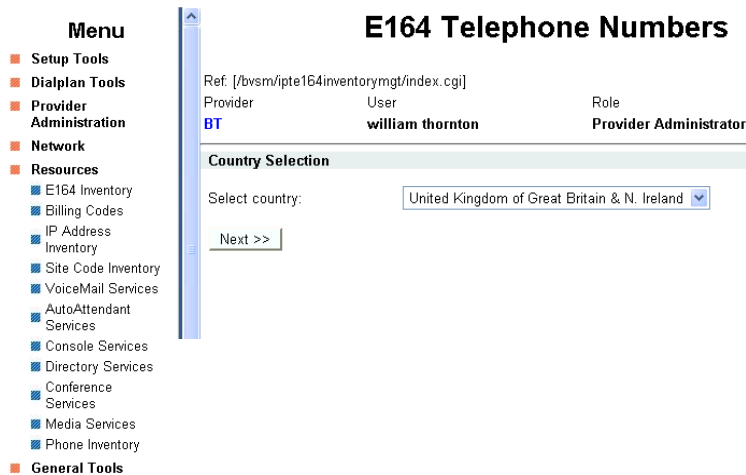 Menu
Setup Tools
Dialplan Tools
Provider
Administration
Network
Resources
E164 Inventory
Billing Codes
IP Address
Inventory
Site Code Inventory
VoiceMail Services
AutoAttendant
Services
Console Services
Directory Services
Conference
Services
Media Services
Phone Inventory
General Tools
E164 Telephone Numbers
Ref: [/bvsm/ipte164inventorymgt/index.cgi]
Provider User Role
BT william thornton Provider Administrator
Country Selection
Select country: United Kingdom of Great Britain & N. Ireland
Next >>